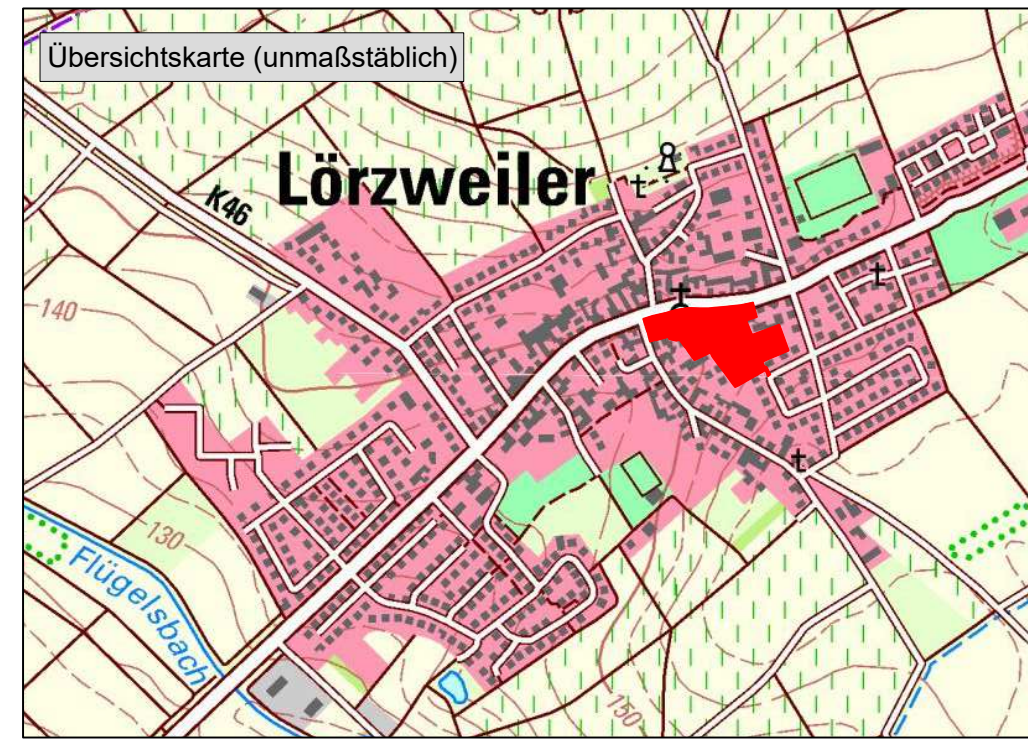 Übersichtskarte (unmaßstäblich)
Lörzweiler
K46
140
130
Flügelsbach
150